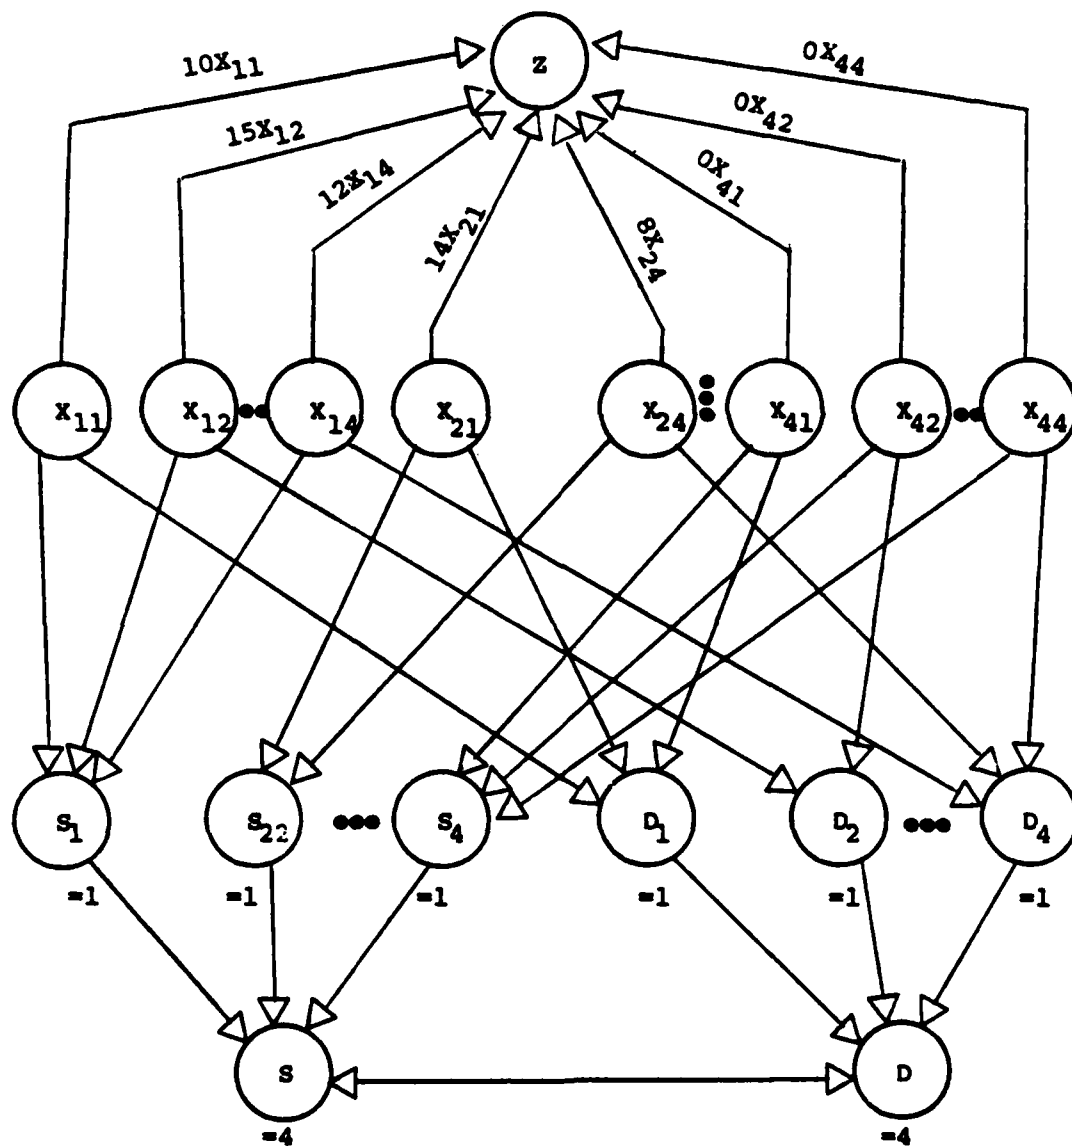 Z
10X11
0X44
15X12
0X42
12X14
0X41
14X21
8X24
X11 X12 X14 X21 X24 X41 X42 X44
S1 S22 S4 D1 D2 D4
=1 =1 =1 =1 =1 =1
S D
=4 =4